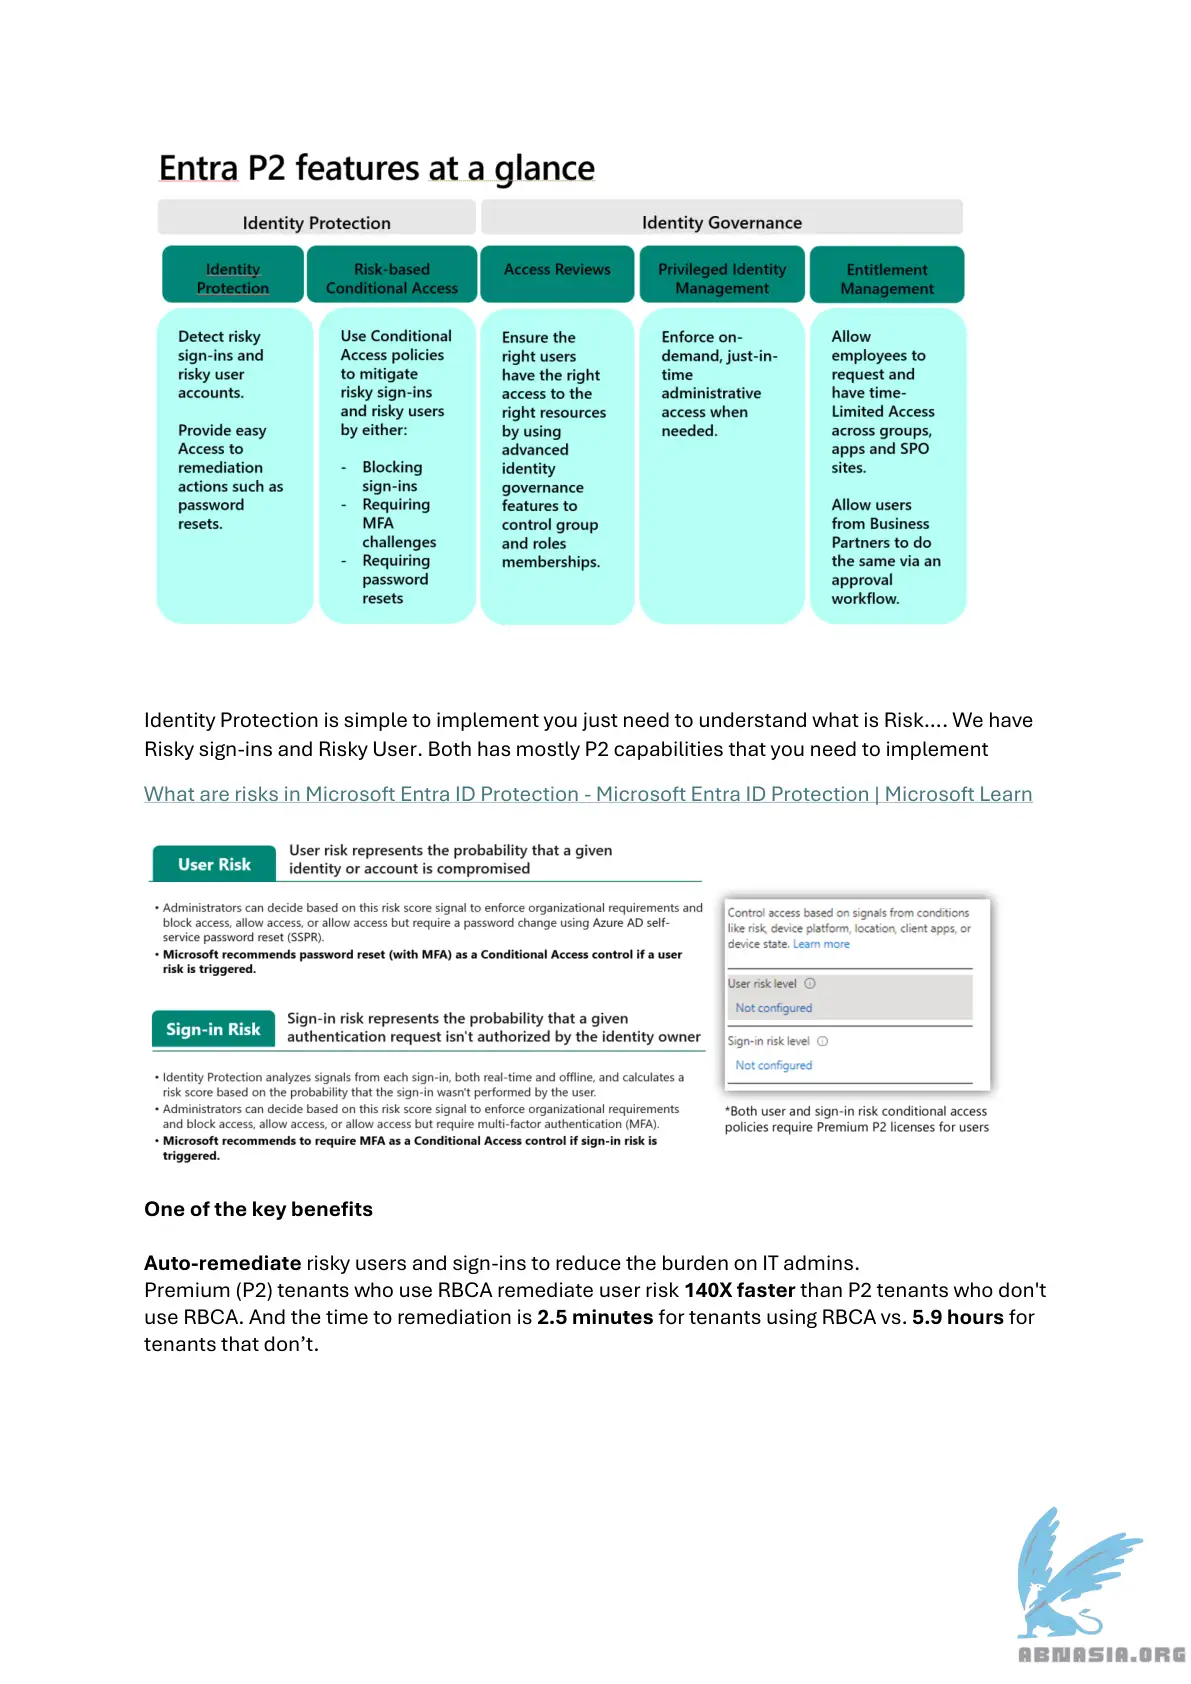 Entra P2 features at a glance
Identity Protection
Identity Governance
Identity
Protection
Risk-based
Conditional Access
Access Reviews
Privileged Identity
Management
Entitlement
Management
Detect risky
sign-ins and
risky user
accounts.
Provide easy
Access to
remediation
actions such as
password
resets.
Use Conditional
Access policies
to mitigate
risky sign-ins
and risky users
by either:
- Blocking
sign-ins
- Requiring
MFA
challenges
- Requiring
password
resets
Ensure the
right users
have the right
access to the
right resources
by using
advanced
identity
governance
features to
control group
and roles
memberships.
Enforce on-
demand, just-in-
time
administrative
access when
needed.
Allow
employees to
request and
have time-
Limited Access
across groups,
apps and SPO
sites.
Allow users
from Business
Partners to do
the same via an
approval
workflow.
Identity Protection is simple to implement you just need to understand what is Risk.... We have
Risky sign-ins and Risky User. Both has mostly P2 capabilities that you need to implement
What are risks in Microsoft Entra ID Protection - Microsoft Entra ID Protection | Microsoft Learn
User Risk
User risk represents the probability that a given
identity or account is compromised
• Administrators can decide based on this risk score signal to enforce organizational requirements and
block access, allow access, or allow access but require a password change using Azure AD self-
service password reset (SSPR).
• Microsoft recommends password reset (with MFA) as a Conditional Access control if a user
risk is triggered.
Sign-in Risk
Sign-in risk represents the probability that a given
authentication request isn't authorized by the identity owner
• Identity Protection analyzes signals from each sign-in, both real-time and offline, and calculates a
risk score based on the probability that the sign-in wasn't performed by the user.
• Administrators can decide based on this risk score signal to enforce organizational requirements
and block access, allow access, or allow access but require multi-factor authentication (MFA).
• Microsoft recommends to require MFA as a Conditional Access control if sign-in risk is
triggered.
Control access based on signals from conditions
like risk, device platform, location, client apps, or
device state. Learn more
User risk level
Not configured
Sign-in risk level
Not configured
*Both user and sign-in risk conditional access
policies require Premium P2 licenses for users
One of the key benefits
Auto-remediate risky users and sign-ins to reduce the burden on IT admins.
Premium (P2) tenants who use RBCA remediate user risk 140X faster than P2 tenants who don't
use RBCA. And the time to remediation is 2.5 minutes for tenants using RBCA vs. 5.9 hours for
tenants that don’t.
ABNASIA.ORG